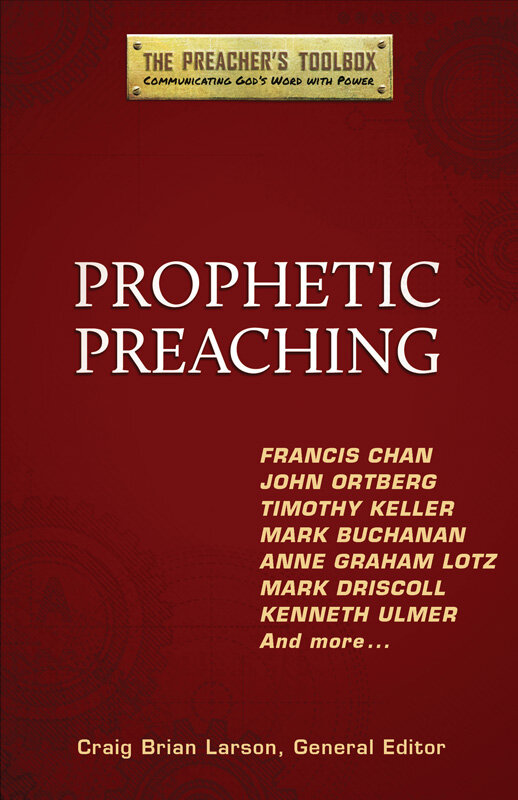 THE PREACHER'S TOOLBOX
COMMUNICATING GOD'S WORD WITH POWER
PROPHETIC
PREACHING
FRANCIS CHAN
JOHN ORTBERG
TIMOTHY KELLER
MARK BUCHANAN
ANNE GRAHAM LOTZ
MARK DRISCOLL
KENNETH ULMER
And more...
Craig Brian Larson, General Editor